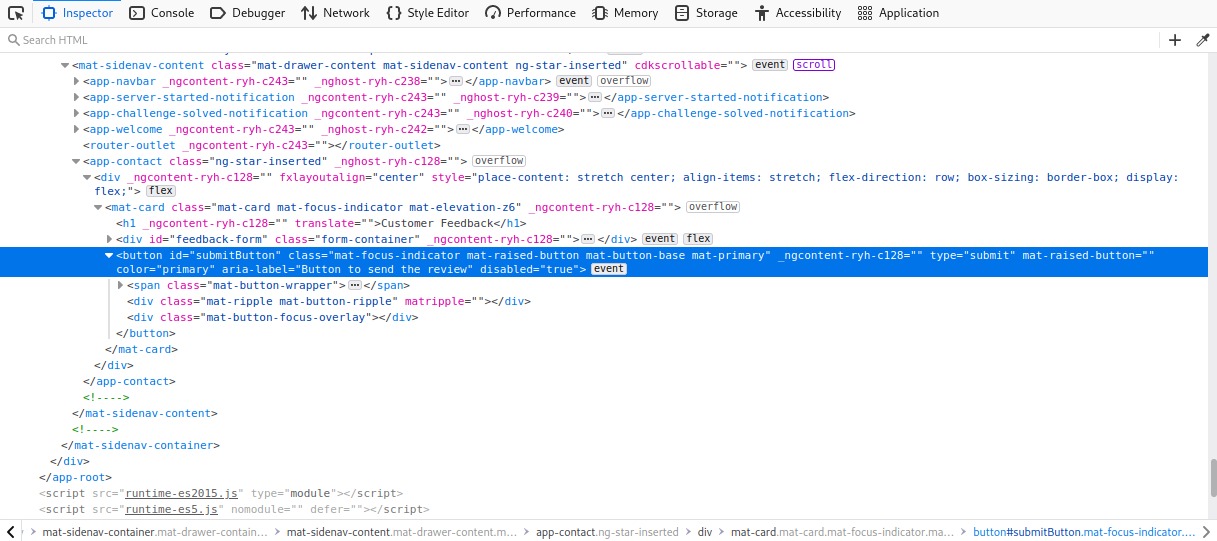 Inspector Console Debugger Network Style Editor Performance Memory Storage Accessibility Application
Search HTML
<mat-sidenav-content class="mat-drawer-content mat-sidenav-content ng-star-inserted" cdkscrollable=""> event scroll
<app-navbar _ngcontent-ryh-c243="" _nghost-ryh-c238="">⋯</app-navbar> event overflow
<app-server-started-notification _ngcontent-ryh-c243="" _nghost-ryh-c239="">⋯</app-server-started-notification>
<app-challenge-solved-notification _ngcontent-ryh-c243="" _nghost-ryh-c240="">⋯</app-challenge-solved-notification>
<app-welcome _ngcontent-ryh-c243="" _nghost-ryh-c242="">⋯</app-welcome>
<router-outlet _ngcontent-ryh-c243=""></router-outlet>
<app-contact class="ng-star-inserted" _nghost-ryh-c128=""> overflow
<div _ngcontent-ryh-c128="" fxlayoutalign="center" style="place-content: stretch center; align-items: stretch; flex-direction: row; box-sizing: border-box; display:
flex;"> flex
<mat-card class="mat-card mat-focus-indicator mat-elevation-z6" _ngcontent-ryh-c128=""> overflow
<h1 _ngcontent-ryh-c128="" translate="">Customer Feedback</h1>
<div id="feedback-form" class="form-container" _ngcontent-ryh-c128="">⋯</div> event flex
<button id="submitButton" class="mat-focus-indicator mat-raised-button mat-button-base mat-primary" _ngcontent-ryh-c128="" type="submit" mat-raised-button=""
color="primary" aria-label="Button to send the review" disabled="true"> event
<span class="mat-button-wrapper">⋯</span>
<div class="mat-ripple mat-button-ripple" matripple=""></div>
<div class="mat-button-focus-overlay"></div>
</button>
</mat-card>
</div>
</app-contact>
<!---->
</mat-sidenav-content>
<!---->
</mat-sidenav-container>
</div>
</app-root>
<script src="runtime-es2015.js" type="module"></script>
<script src="runtime-es5.js" nomodule="" defer=""></script>
mat-sidenav-container.mat-drawer-contain… mat-sidenav-content.mat-drawer-content.m… app-contact.ng-star-inserted div mat-card.mat-card.mat-focus-indicator.ma… button#submitButton.mat-focus-indicator.…